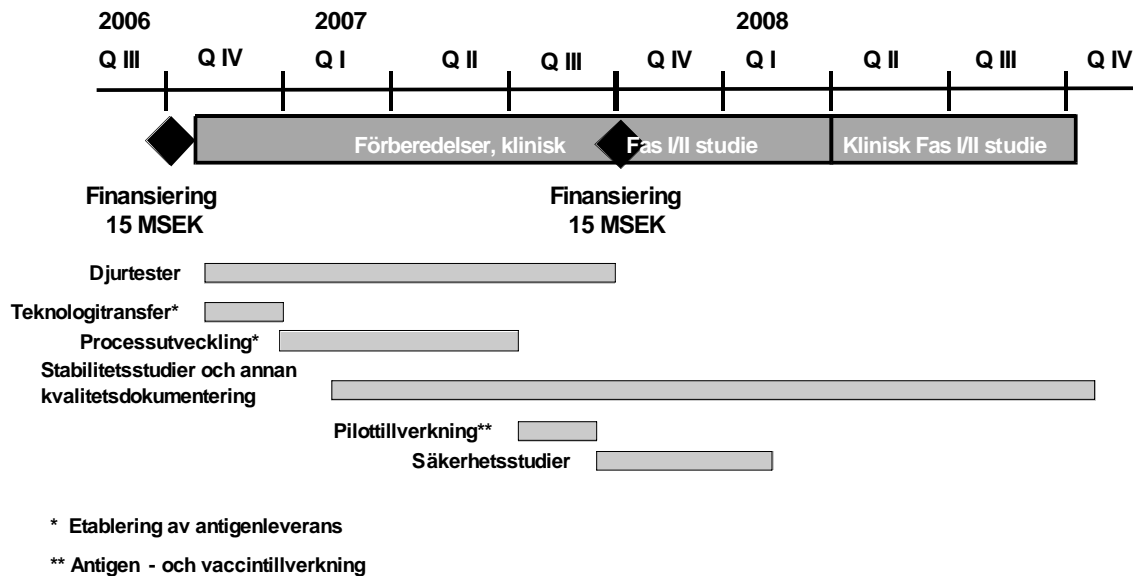 2006 2007 2008
Q III Q IV Q I Q II Q III Q IV Q I Q II Q III Q IV
Förberedelser, klinisk Fas I/II studie Klinisk Fas I/II studie
Finansiering Finansiering
15 MSEK 15 MSEK
Djurtester
Teknologitransfer*
Processutveckling*
Stabilitetsstudier och annan
kvalitetsdokumentering
Pilottillverkning**
Säkerhetsstudier
* Etablering av antigenleverans
** Antigen - och vaccintillverkning